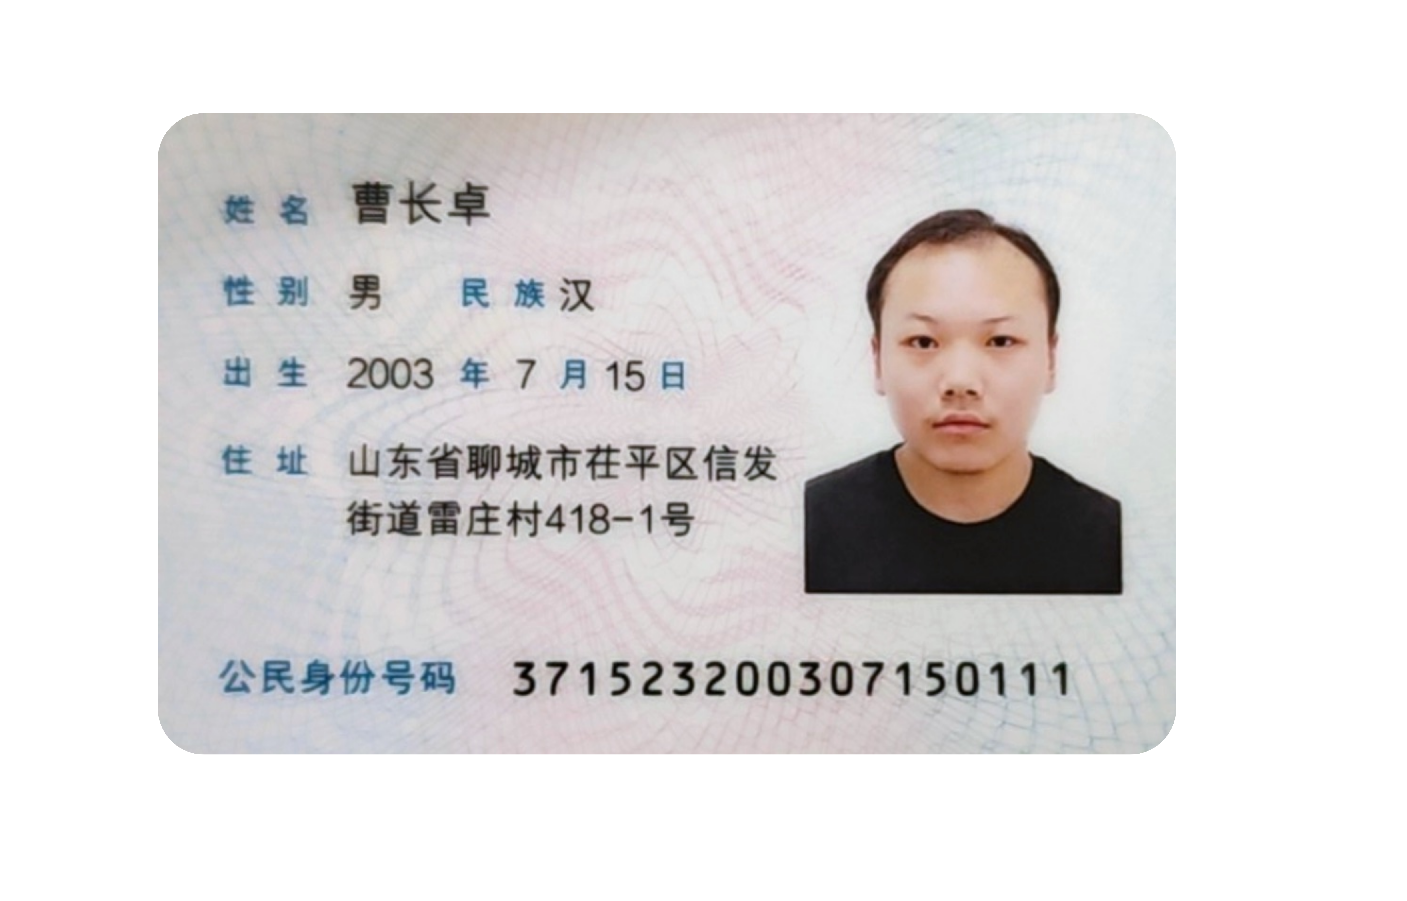 姓名 曹长卓
性别 男 民族 汉
出生 2003 年 7 月 15 日
住址 山东省聊城市茌平区信发
街道雷庄村418-1号
公民身份号码 371523200307150111